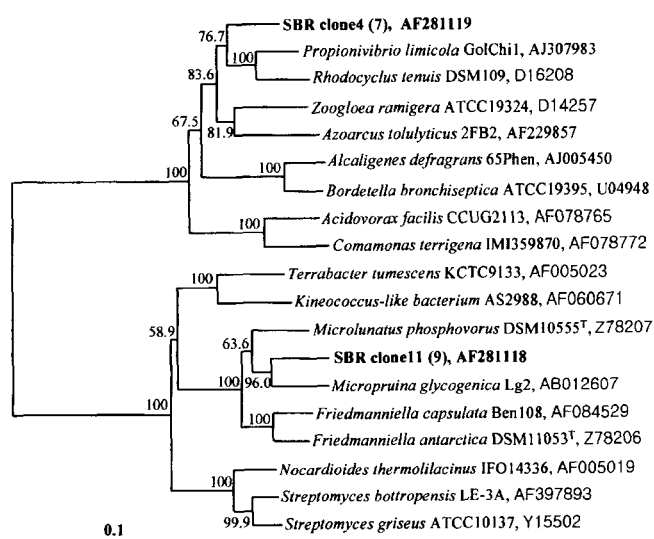 SBR clone4 (7), AF281119
76.7
Propionivibrio limicola GolChi1, AJ307983
100
Rhodocyclus tenuis DSM109, D16208
83.6
Zoogloea ramigera ATCC19324, D14257
67.5
81.9
Azoarcus tolulyticus 2FB2, AF229857
Alcaligenes defragrans 65Phen, AJ005450
100
100
Bordetella bronchiseptica ATCC19395, U04948
Acidovorax facilis CCUG2113, AF078765
100
Comamonas terrigena IMI359870, AF078772
Terrabacter tumescens KCTC9133, AF005023
100
Kineococcus-like bacterium AS2988, AF060671
58.9
Microlunatus phosphovorus DSM10555T, Z78207
63.6
SBR clone11 (9), AF281118
100
96.0
Micropruina glycogenica Lg2, AB012607
100
Friedmanniella capsulata Ben108, AF084529
100
Friedmanniella antarctica DSM11053T, Z78206
Nocardioides thermolilacinus IFO14336, AF005019
100
Streptomyces bottropensis LE-3A, AF397893
99.9
Streptomyces griseus ATCC10137, Y15502
0.1